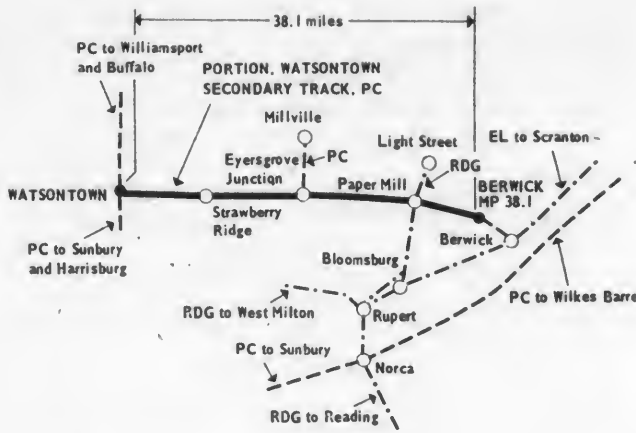 38.1 miles
PC to Williamsport
and Buffalo
PORTION, WATSONTOWN
SECONDARY TRACK, PC
Millville
Light Street
EL to Scranton
Eyersgrove
Junction
PC
RDG
Paper Mill
WATSONTOWN
Strawberry
Ridge
BERWICK
MP 38.1
PC to Sunbury
and Harrisburg
Berwick
Bloomsburg
PC to Wilkes Barre
RDG to West Milton
Rupert
PC to Sunbury
Norca
RDG to Reading